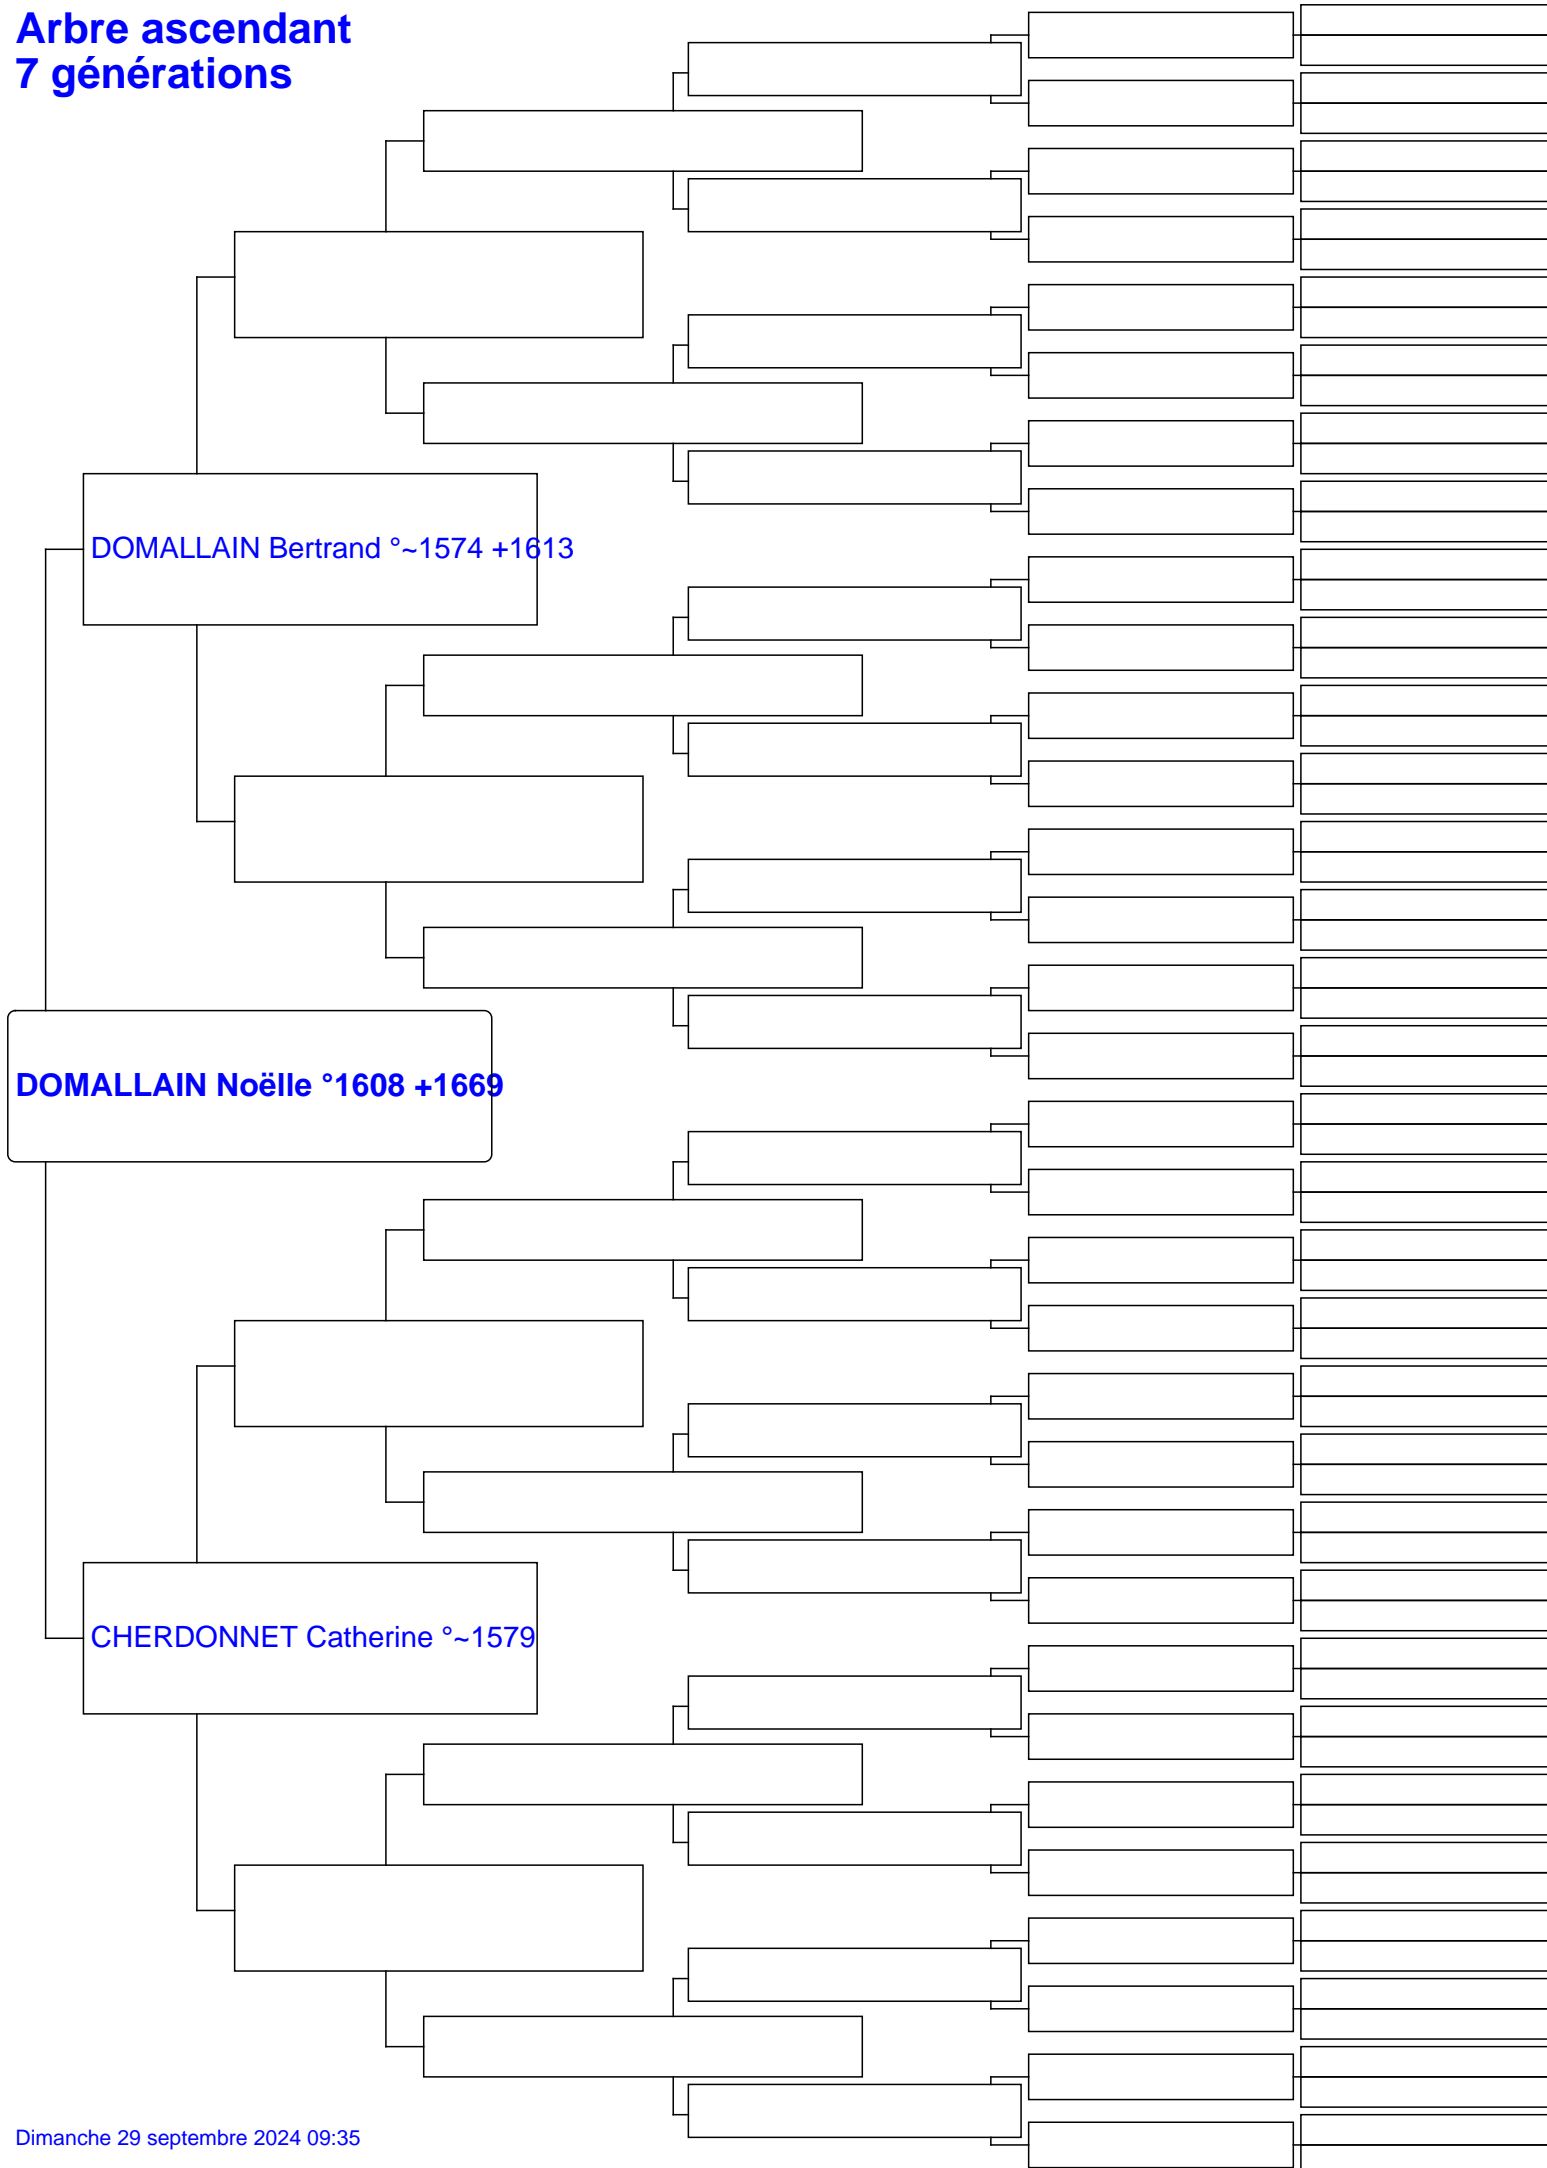 Arbre ascendant
7 générations
DOMALLAIN Bertrand °~1574 +1613
DOMALLAIN Noëlle °1608 +1669
CHERDONNET Catherine °~1579
Dimanche 29 septembre 2024 09:35